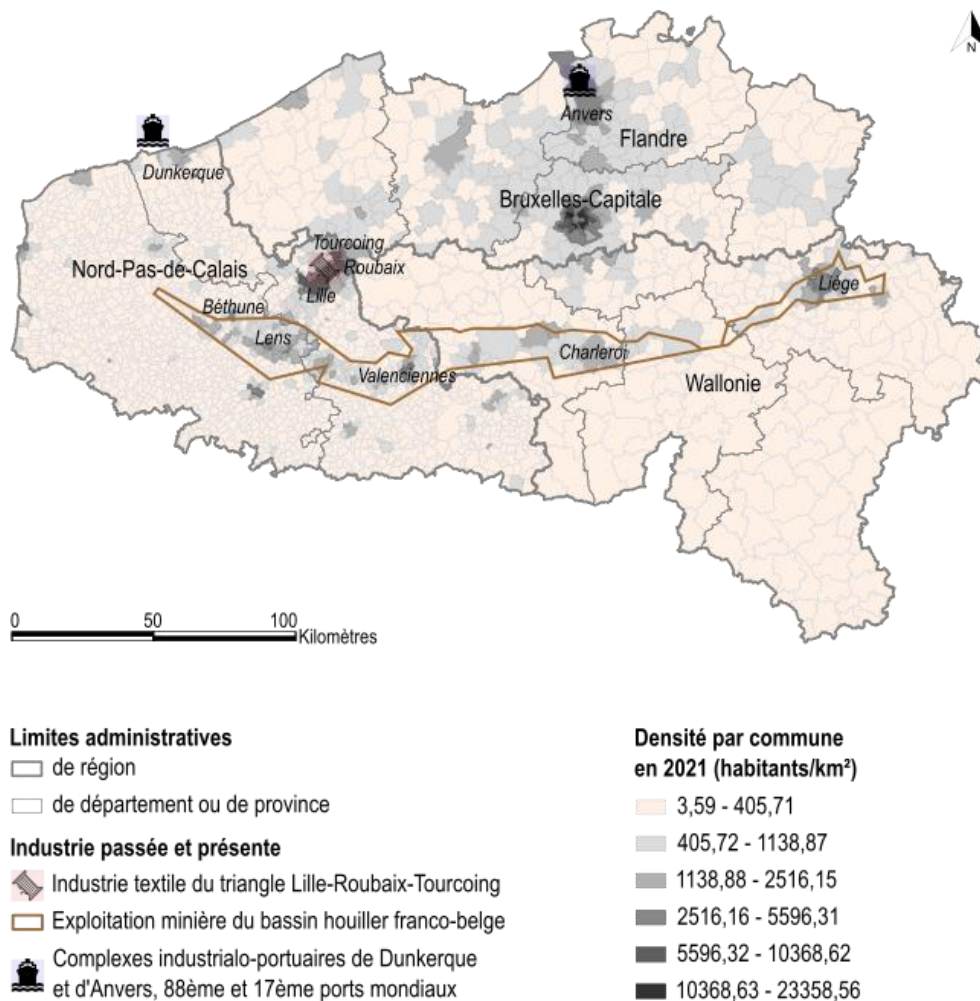 N
Anvers
Flandre
Dunkerque
Bruxelles-Capitale
Tourcoing
Nord-Pas-de-Calais
Roubaix
Lille
Liège
Béthune
Lens
Charleroi
Valenciennes
Wallonie
0 50 100
Kilomètres
Limites administratives
de région
de département ou de province
Industrie passée et présente
Industrie textile du triangle Lille-Roubaix-Tourcoing
Exploitation minière du bassin houiller franco-belge
Complexes industrialo-portuaires de Dunkerque
et d'Anvers, 88ème et 17ème ports mondiaux
Densité par commune
en 2021 (habitants/km²)
3,59 - 405,71
405,72 - 1138,87
1138,88 - 2516,15
2516,16 - 5596,31
5596,32 - 10368,62
10368,63 - 23358,56